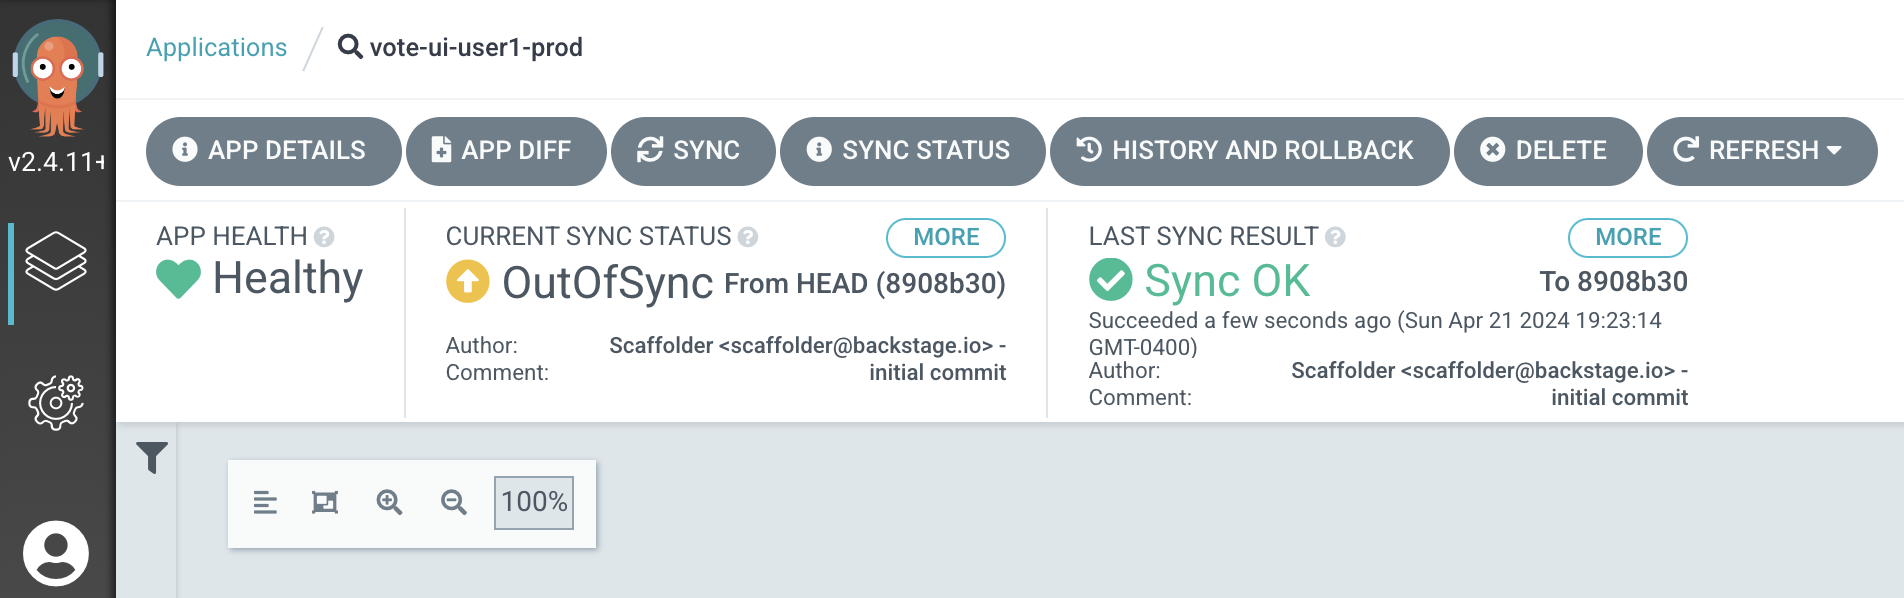 Applications / vote-ui-user1-prod
v2.4.11+
APP DETAILS APP DIFF SYNC SYNC STATUS HISTORY AND ROLLBACK DELETE REFRESH
APP HEALTH
Healthy
CURRENT SYNC STATUS MORE
OutOfSync From HEAD (8908b30)
Author: Scaffolder <scaffolder@backstage.io> -
Comment: initial commit
LAST SYNC RESULT MORE
Sync OK To 8908b30
Succeeded a few seconds ago (Sun Apr 21 2024 19:23:14
GMT-0400)
Author: Scaffolder <scaffolder@backstage.io> -
Comment: initial commit
100%